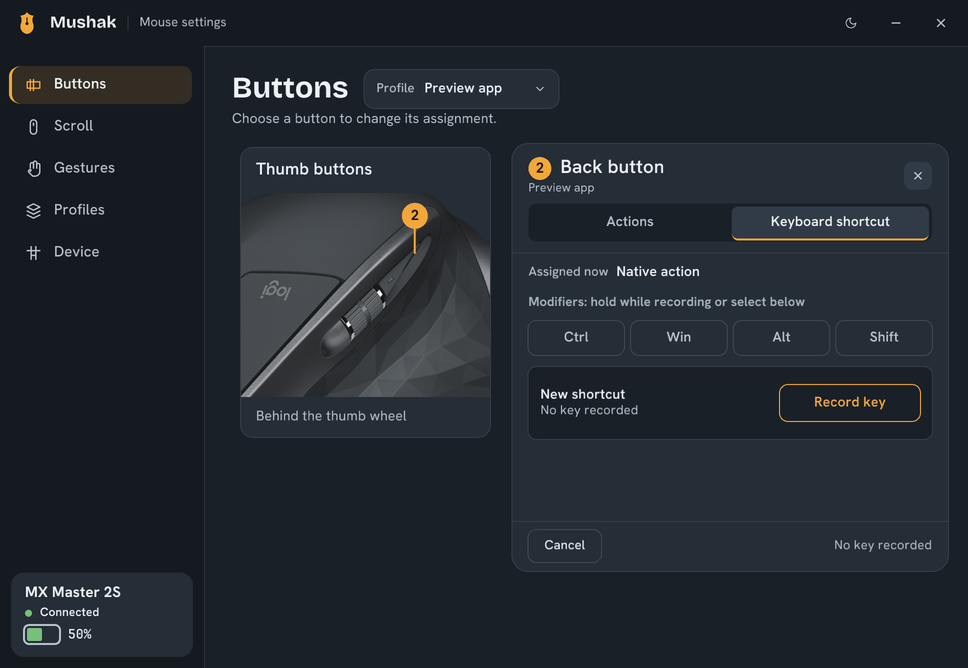 Mushak
Mouse settings
Buttons
Scroll
Gestures
Profiles
Device
MX Master 2S
Connected
50%
Buttons
Profile Preview app
Choose a button to change its assignment.
Thumb buttons
2
logi
Behind the thumb wheel
2 Back button
Preview app
Actions
Keyboard shortcut
Assigned now Native action
Modifiers: hold while recording or select below
Ctrl
Win
Alt
Shift
New shortcut
No key recorded
Record key
Cancel
No key recorded